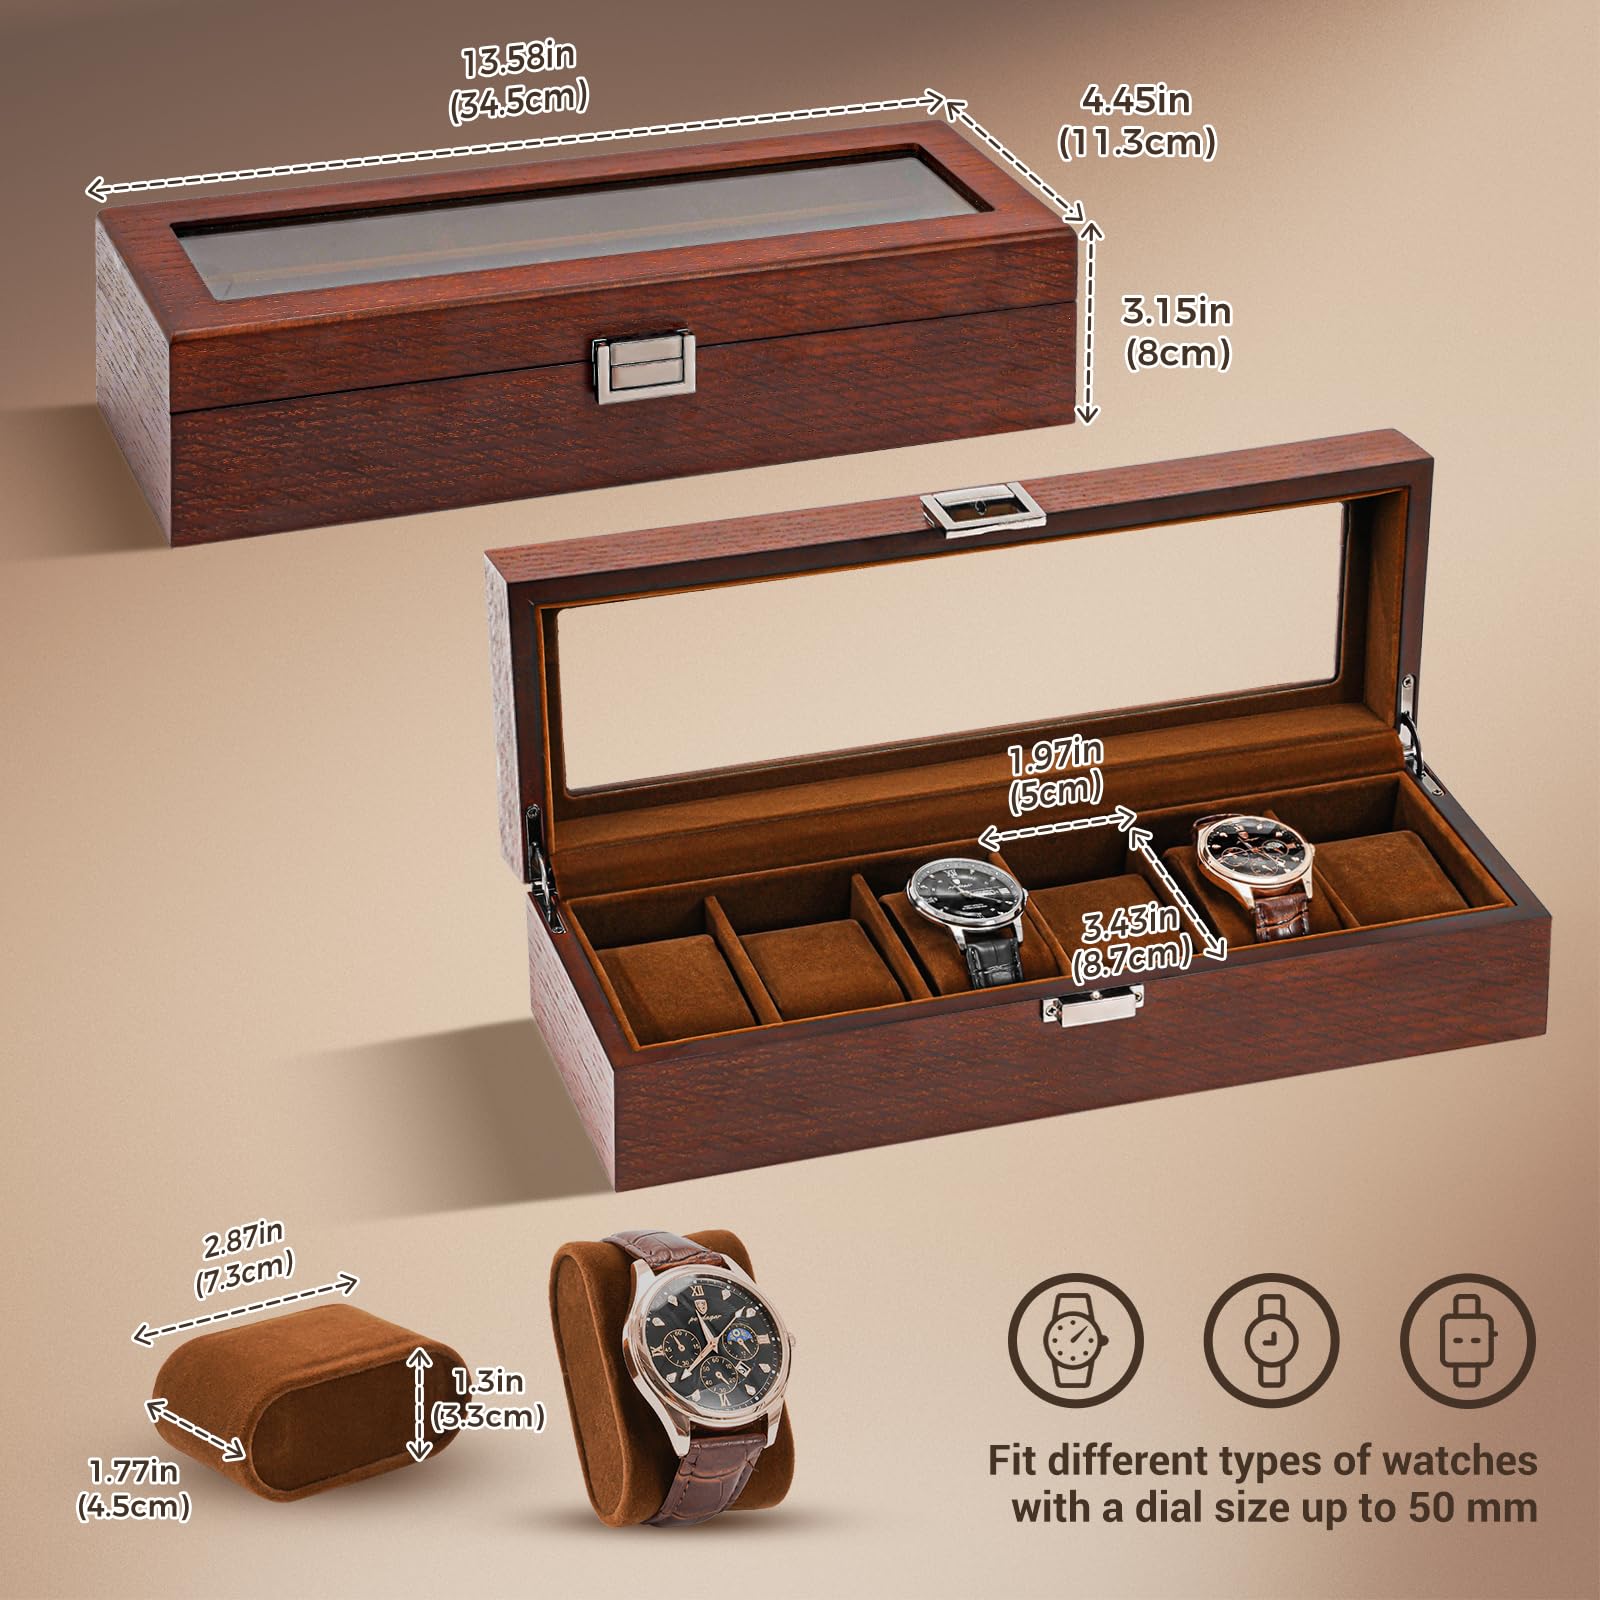 13.58in
(34.5cm)
4.45in
(11.3cm)
3.15in
(8cm)
1.97in
(5cm)
3.43in
(8.7cm)
2.87in
(7.3cm)
1.3in
(3.3cm)
1.77in
(4.5cm)
Fit different types of watches
with a dial size up to 50 mm